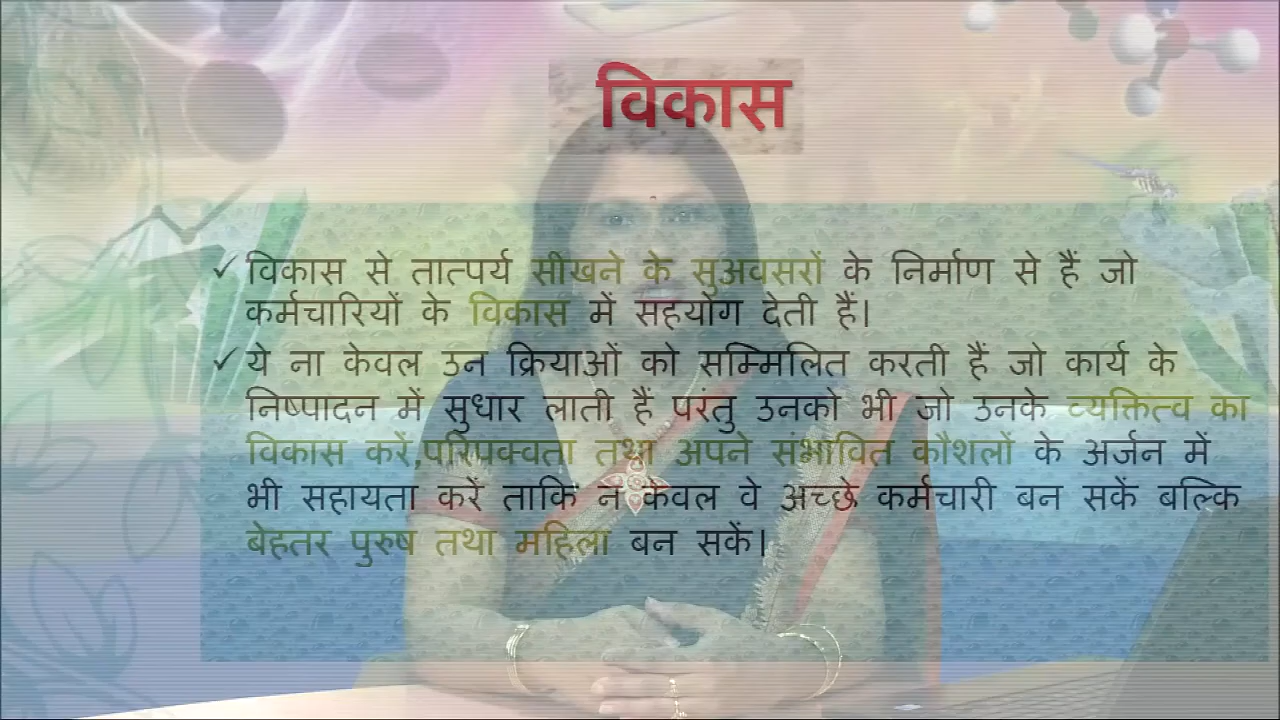 विकास
✓ विकास से तात्पर्य सीखने के सुअवसरों के निर्माण से हैं जो
कर्मचारियों के विकास में सहयोग देती हैं।
✓ ये ना केवल उन क्रियाओं को सम्मिलित करती हैं जो कार्य के
निष्पादन में सुधार लाती हैं परंतु उनको भी जो उनके व्यक्तित्व का
विकास करें,परिपक्वता तथा अपने संभावित कौशलों के अर्जन में
भी सहायता करें ताकि न केवल वे अच्छे कर्मचारी बन सकें बल्कि
बेहतर पुरुष तथा महिला बन सकें।